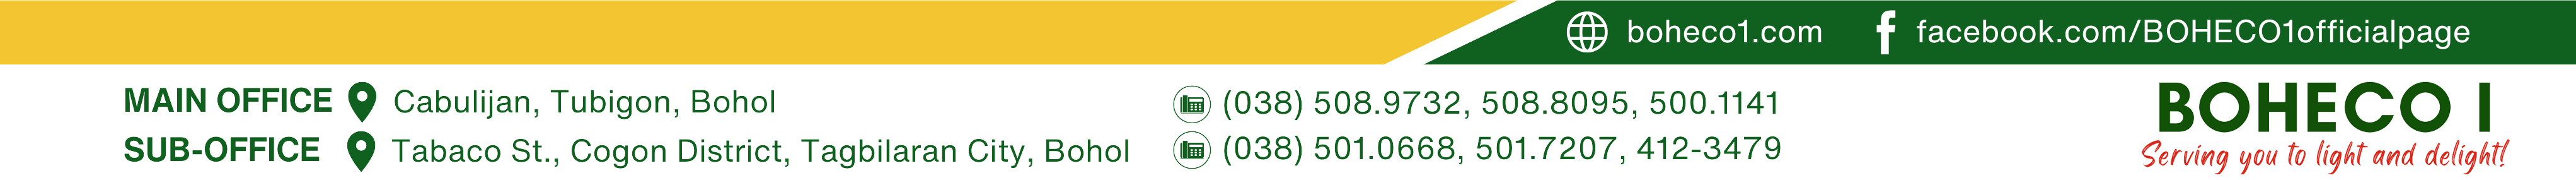 boheco1.com facebook.com/BOHECO1officialpage
MAIN OFFICE Cabulijan, Tubigon, Bohol (038) 508.9732, 508.8095, 500.1141
SUB-OFFICE Tabaco St., Cogon District, Tagbilaran City, Bohol (038) 501.0668, 501.7207, 412-3479
BOHECO I
Serving you to light and delight!